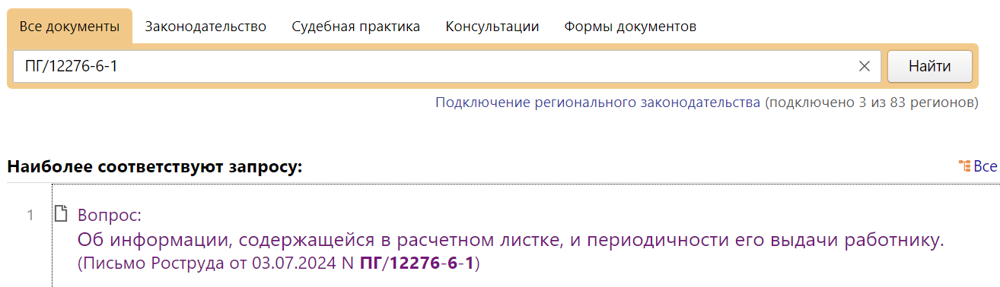 Все документы Законодательство Судебная практика Консультации Формы документов
ПГ/12276-6-1 Найти
Подключение регионального законодательства (подключено 3 из 83 регионов)
Наиболее соответствуют запросу: Все
1 Вопрос:
Об информации, содержащейся в расчетном листке, и периодичности его выдачи работнику.
(Письмо Роструда от 03.07.2024 N ПГ/12276-6-1)